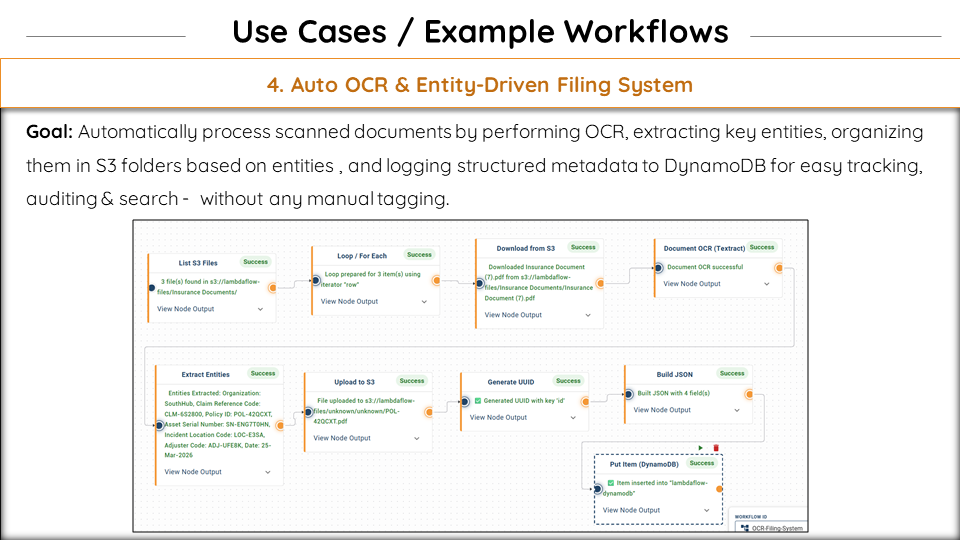 Use Cases / Example Workflows
4. Auto OCR & Entity-Driven Filing System
Goal: Automatically process scanned documents by performing OCR, extracting key entities, organizing
them in S3 folders based on entities , and logging structured metadata to DynamoDB for easy tracking,
auditing & search - without any manual tagging.
List S3 Files
Success
3 file(s) found in s3://lambdaflow-
files/Insurance Documents/
View Node Output
Loop / For Each
Success
Loop prepared for 3 item(s) using
iterator "row"
View Node Output
Download from S3
Success
Downloaded Insurance Document
(7).pdf from s3://lambdaflow-
files/Insurance Documents/Insurance
Document (7).pdf
View Node Output
Document OCR (Textract)
Success
Document OCR successful
View Node Output
Extract Entities
Success
Entities Extracted: Organization:
SouthHub, Claim Reference Code:
CLM-6S2800, Policy ID: POL-42QCXT,
Asset Serial Number: SN-ENGTT0HN,
Incident Location Code: LOC-E3SA,
Adjuster Code: ADJ-UFE8K, Date: 25-
Mar-2026
View Node Output
Upload to S3
Success
File uploaded to s3://lambdaflow-
files/unknown/unknown/POL-
42QCXT.pdf
View Node Output
Generate UUID
Success
✅ Generated UUID with key 'id'
View Node Output
Build JSON
Success
Built JSON with 4 field(s)
View Node Output
Put Item (DynamoDB)
Success
✅ Item inserted into "lambdaflow-
dynamodb"
View Node Output
WORKFLOW ID
OCR-Filing-System